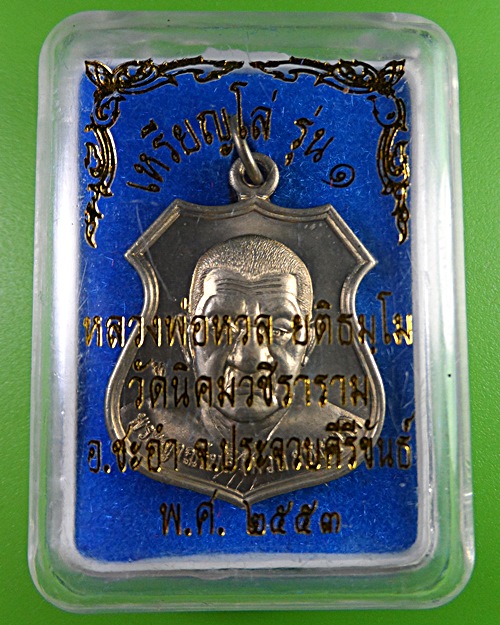 เหรียญโล่ รุ่น ๑
หลวงพ่อหวล ยติธมฺโม
วัดนิคมวชิราราม
อ.ชะอำ จ.ประจวบคีรีขันธ์
พ.ศ. ๒๕๕๓